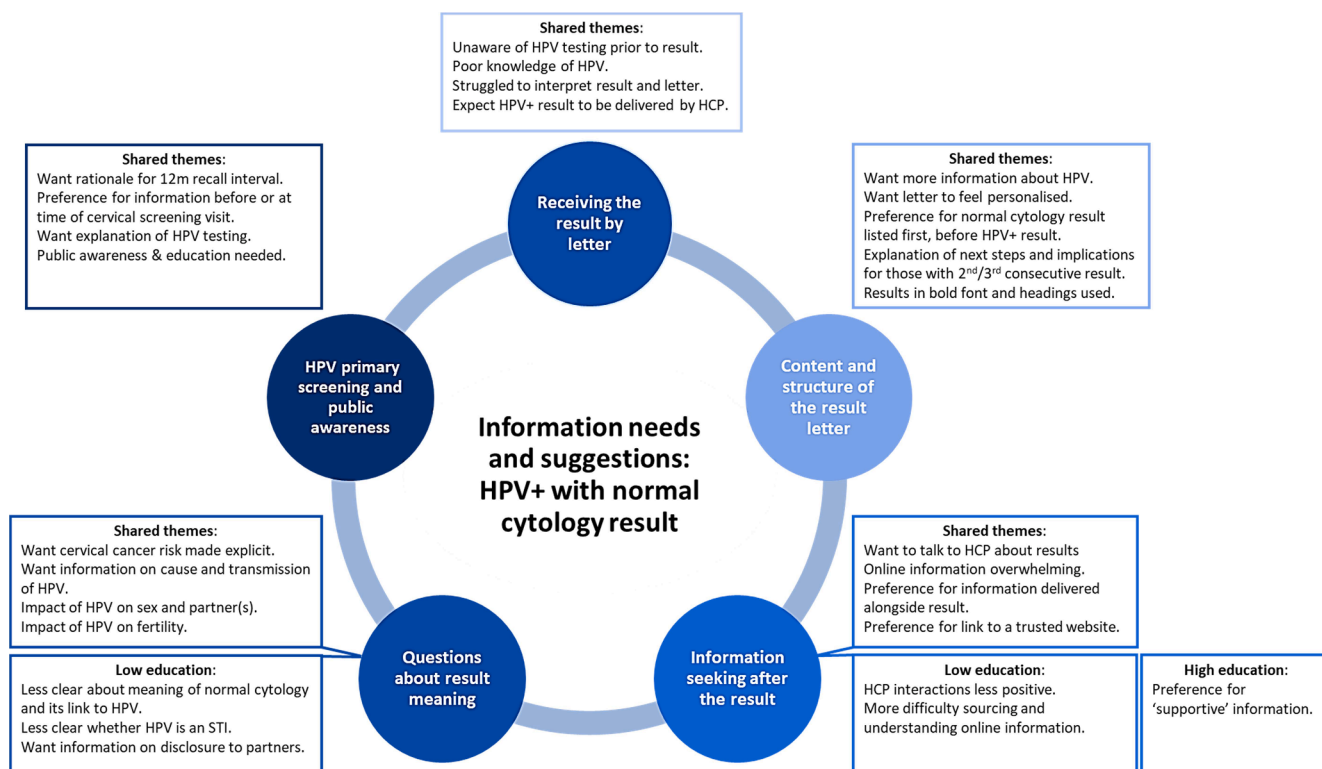 Shared themes:
Unaware of HPV testing prior to result.
Poor knowledge of HPV.
Struggled to interpret result and letter.
Expect HPV+ result to be delivered by HCP.
Shared themes:
Want rationale for 12m recall interval.
Preference for information before or at
time of cervical screening visit.
Want explanation of HPV testing.
Public awareness & education needed.
Receiving the
result by
letter
Shared themes:
Want more information about HPV.
Want letter to feel personalised.
Preference for normal cytology result
listed first, before HPV+ result.
Explanation of next steps and implications
for those with 2nd/3rd consecutive result.
Results in bold font and headings used.
HPV primary
screening and
public
awareness
Content and
structure of
the result
letter
Information needs
and suggestions:
HPV+ with normal
cytology result
Shared themes:
Want cervical cancer risk made explicit.
Want information on cause and transmission
of HPV.
Impact of HPV on sex and partner(s).
Impact of HPV on fertility.
Low education:
Less clear about meaning of normal cytology
and its link to HPV.
Less clear whether HPV is an STI.
Want information on disclosure to partners.
Questions
about result
meaning
Information
seeking after
the result
Shared themes:
Want to talk to HCP about results
Online information overwhelming.
Preference for information delivered
alongside result.
Preference for link to a trusted website.
Low education:
HCP interactions less positive.
More difficulty sourcing and
understanding online information.
High education:
Preference for
‘supportive’ information.